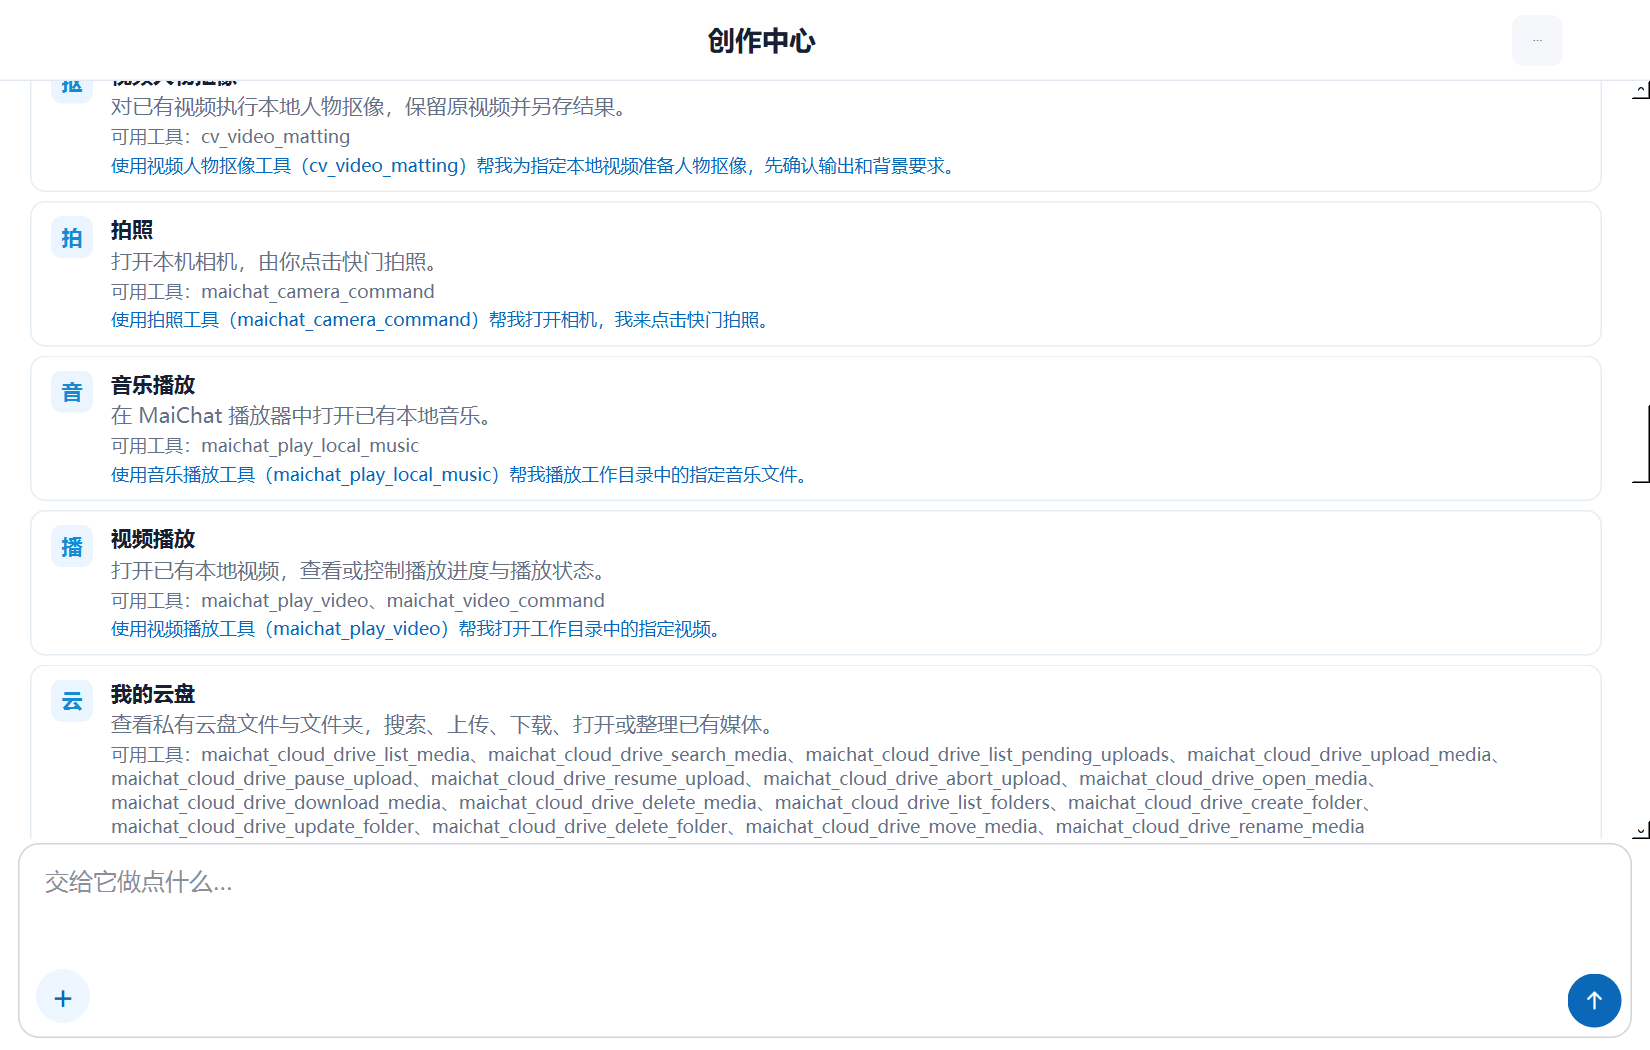 创作中心
...
抠
视频人物抠像
对已有视频执行本地人物抠像，保留原视频并另存结果。
可用工具：cv_video_matting
使用视频人物抠像工具（cv_video_matting）帮我为指定本地视频准备人物抠像，先确认输出和背景要求。
拍
拍照
打开本机相机，由你点击快门拍照。
可用工具：maichat_camera_command
使用拍照工具（maichat_camera_command）帮我打开相机，我来点击快门拍照。
音
音乐播放
在 MaiChat 播放器中打开已有本地音乐。
可用工具：maichat_play_local_music
使用音乐播放工具（maichat_play_local_music）帮我播放工作目录中的指定音乐文件。
播
视频播放
打开已有本地视频，查看或控制播放进度与播放状态。
可用工具：maichat_play_video、maichat_video_command
使用视频播放工具（maichat_play_video）帮我打开工作目录中的指定视频。
云
我的云盘
查看私有云盘文件与文件夹，搜索、上传、下载、打开或整理已有媒体。
可用工具：maichat_cloud_drive_list_media、maichat_cloud_drive_search_media、maichat_cloud_drive_list_pending_uploads、maichat_cloud_drive_upload_media、
maichat_cloud_drive_pause_upload、maichat_cloud_drive_resume_upload、maichat_cloud_drive_abort_upload、maichat_cloud_drive_open_media、
maichat_cloud_drive_download_media、maichat_cloud_drive_delete_media、maichat_cloud_drive_list_folders、maichat_cloud_drive_create_folder、
maichat_cloud_drive_update_folder、maichat_cloud_drive_delete_folder、maichat_cloud_drive_move_media、maichat_cloud_drive_rename_media
交给它做点什么...